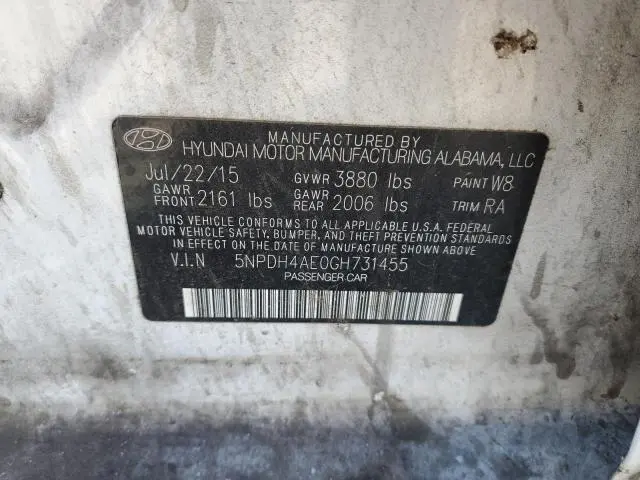 MANUFACTURED BY
HYUNDAI MOTOR MANUFACTURING ALABAMA, LLC
Jul/22/15 GVWR 3880 lbs PAINT W8
GAWR FRONT 2161 lbs GAWR REAR 2006 lbs TRIM RA
THIS VEHICLE CONFORMS TO ALL APPLICABLE U.S.A. FEDERAL
MOTOR VEHICLE SAFETY, BUMPER, AND THEFT PREVENTION
STANDARDS IN EFFECT ON THE DATE OF MANUFACTURE SHOWN ABOVE
V.I.N 5NPDH4AE0GH731455
PASSENGER CAR